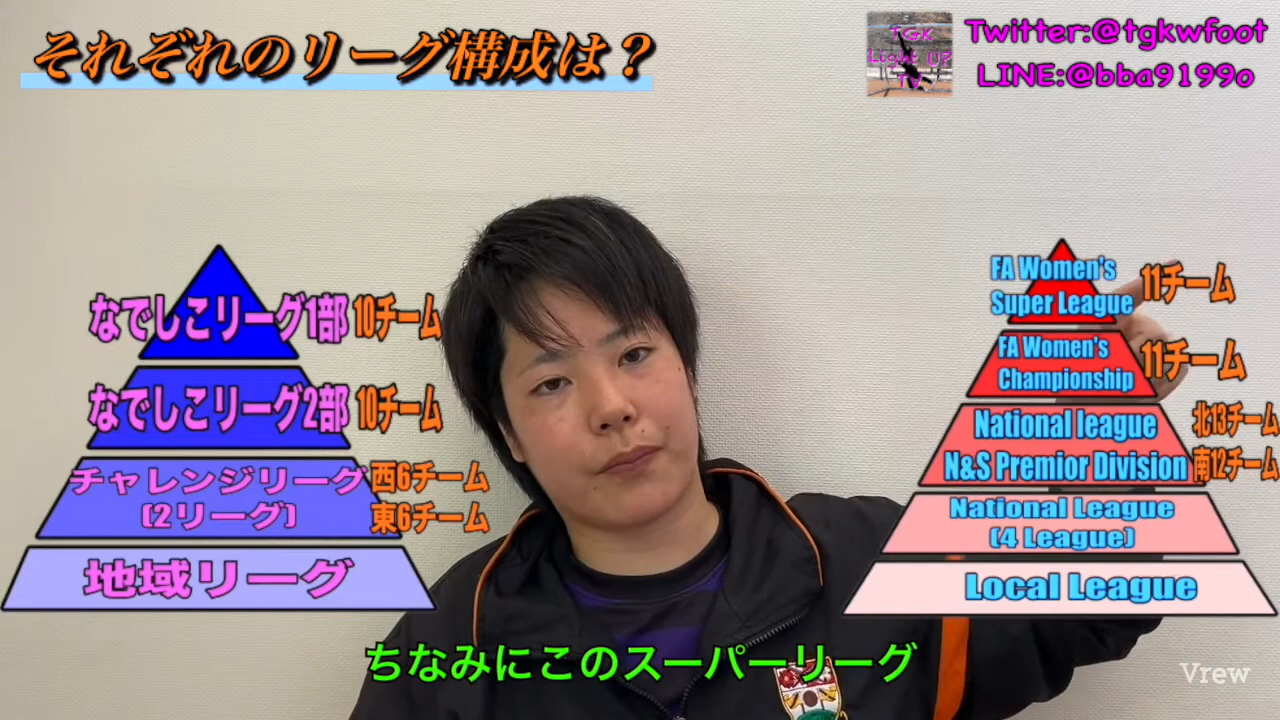 それぞれのリーグ構成は？
TGK
Light UP
TV
Twitter:@tgkwfoot
LINE:@bba9199o
なでしこリーグ1部 10チーム
なでしこリーグ2部 10チーム
チャレンジリーグ
(2リーグ)
西6チーム
東6チーム
地域リーグ
FA Women's
Super League
11チーム
FA Women's
Championship
11チーム
National league
北13チーム
N&S Premior Division
南12チーム
National League
(4 League)
Local League
ちなみにこのスーパーリーグ
Vrew